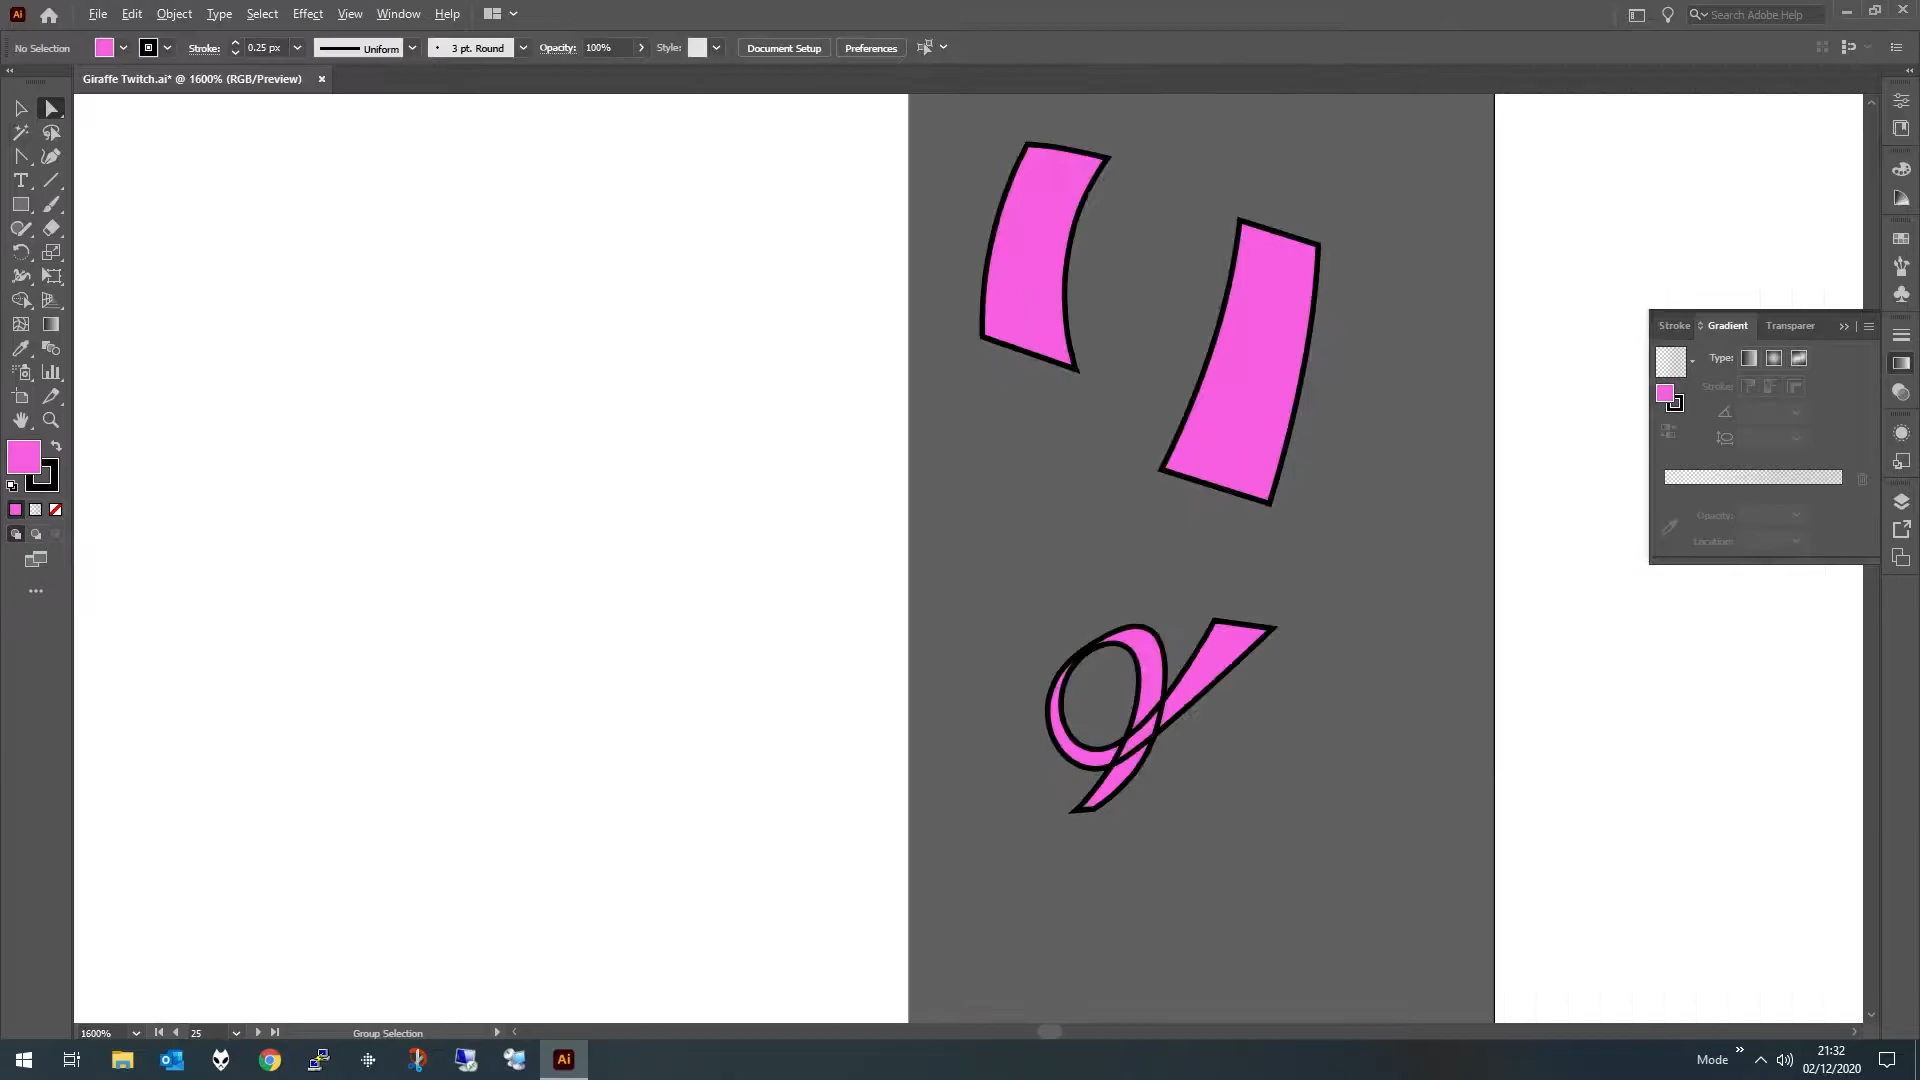 Ai File Edit Object Type Select Effect View Window Help Search Adobe Help
No Selection Stroke: 0.25 px Uniform 3 pt. Round Opacity: 100% Style: Document Setup Preferences
Giraffe Twitch.ai* @ 1600% (RGB/Preview)
Stroke Gradient Transparer
Type:
Stroke:
Opacity:
Location:
1600% 25 Group Selection
Ai Mode 21:32
02/12/2020